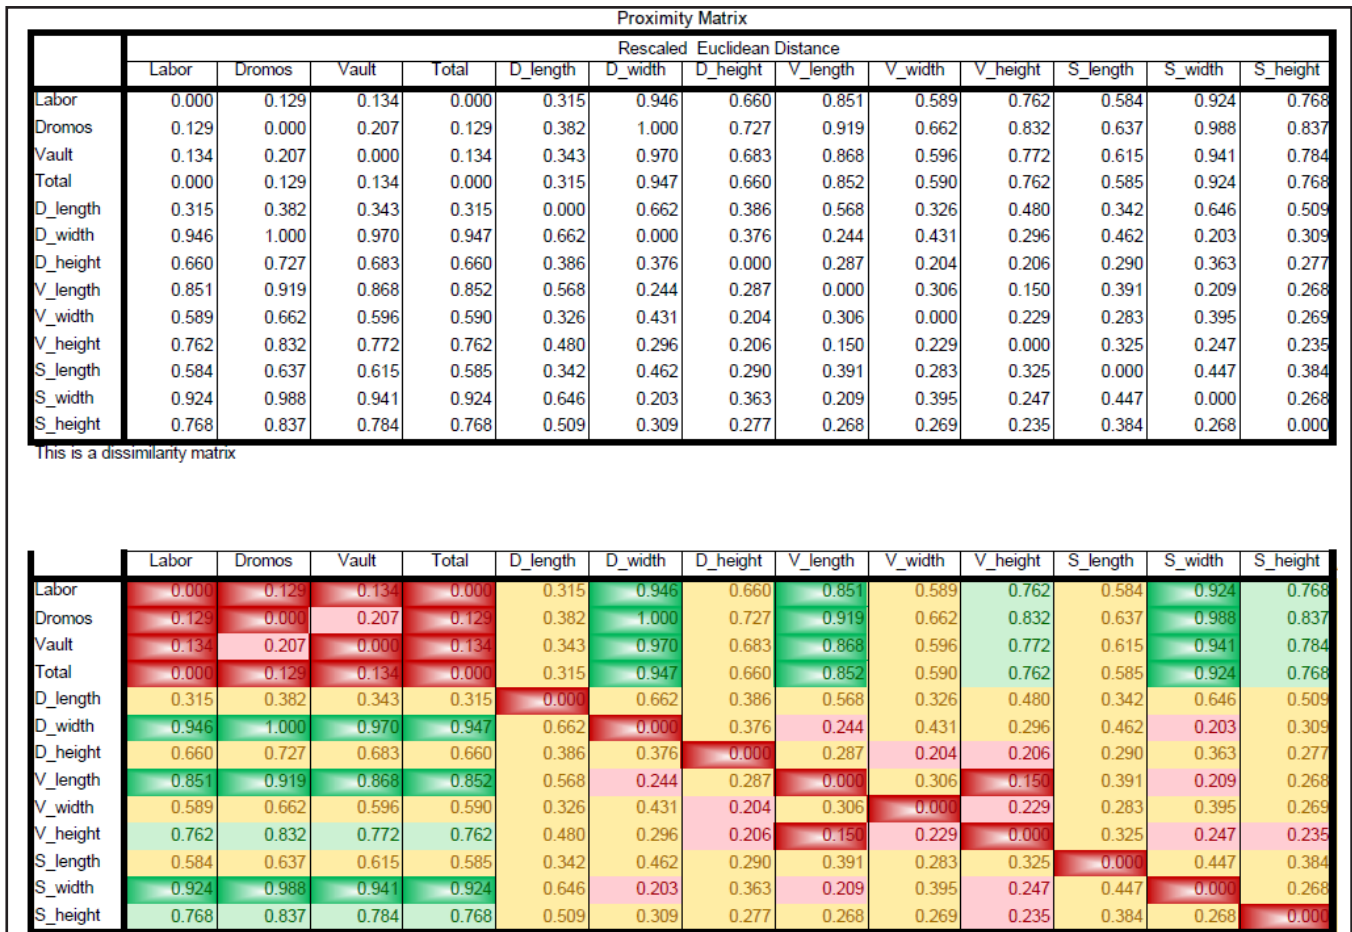 Proximity Matrix
Rescaled Euclidean Distance
Labor Dromos Vault Total D_length D_width D_height V_length V_width V_height S_length S_width S_height
Labor 0.000 0.129 0.134 0.000 0.315 0.946 0.660 0.851 0.589 0.762 0.584 0.924 0.768
Dromos 0.129 0.000 0.207 0.129 0.382 1.000 0.727 0.919 0.662 0.832 0.637 0.988 0.837
Vault 0.134 0.207 0.000 0.134 0.343 0.970 0.683 0.868 0.596 0.772 0.615 0.941 0.784
Total 0.000 0.129 0.134 0.000 0.315 0.947 0.660 0.852 0.590 0.762 0.585 0.924 0.768
D_length 0.315 0.382 0.343 0.315 0.000 0.662 0.386 0.568 0.326 0.480 0.342 0.646 0.509
D_width 0.946 1.000 0.970 0.947 0.662 0.000 0.376 0.244 0.431 0.296 0.462 0.203 0.309
D_height 0.660 0.727 0.683 0.660 0.386 0.376 0.000 0.287 0.204 0.206 0.290 0.363 0.277
V_length 0.851 0.919 0.868 0.852 0.568 0.244 0.287 0.000 0.306 0.150 0.391 0.209 0.268
V_width 0.589 0.662 0.596 0.590 0.326 0.431 0.204 0.306 0.000 0.229 0.283 0.395 0.269
V_height 0.762 0.832 0.772 0.762 0.480 0.296 0.206 0.150 0.229 0.000 0.325 0.247 0.235
S_length 0.584 0.637 0.615 0.585 0.342 0.462 0.290 0.391 0.283 0.325 0.000 0.447 0.384
S_width 0.924 0.988 0.941 0.924 0.646 0.203 0.363 0.209 0.395 0.247 0.447 0.000 0.268
S_height 0.768 0.837 0.784 0.768 0.509 0.309 0.277 0.268 0.269 0.235 0.384 0.268 0.000
This is a dissimilarity matrix
Labor Dromos Vault Total D_length D_width D_height V_length V_width V_height S_length S_width S_height
Labor 0.000 0.129 0.134 0.000 0.315 0.946 0.660 0.851 0.589 0.762 0.584 0.924 0.768
Dromos 0.129 0.000 0.207 0.129 0.382 1.000 0.727 0.919 0.662 0.832 0.637 0.988 0.837
Vault 0.134 0.207 0.000 0.134 0.343 0.970 0.683 0.868 0.596 0.772 0.615 0.941 0.784
Total 0.000 0.129 0.134 0.000 0.315 0.947 0.660 0.852 0.590 0.762 0.585 0.924 0.768
D_length 0.315 0.382 0.343 0.315 0.000 0.662 0.386 0.568 0.326 0.480 0.342 0.646 0.509
D_width 0.946 1.000 0.970 0.947 0.662 0.000 0.376 0.244 0.431 0.296 0.462 0.203 0.309
D_height 0.660 0.727 0.683 0.660 0.386 0.376 0.000 0.287 0.204 0.206 0.290 0.363 0.277
V_length 0.851 0.919 0.868 0.852 0.568 0.244 0.287 0.000 0.306 0.150 0.391 0.209 0.268
V_width 0.589 0.662 0.596 0.590 0.326 0.431 0.204 0.306 0.000 0.229 0.283 0.395 0.269
V_height 0.762 0.832 0.772 0.762 0.480 0.296 0.206 0.150 0.229 0.000 0.325 0.247 0.235
S_length 0.584 0.637 0.615 0.585 0.342 0.462 0.290 0.391 0.283 0.325 0.000 0.447 0.384
S_width 0.924 0.988 0.941 0.924 0.646 0.203 0.363 0.209 0.395 0.247 0.447 0.000 0.268
S_height 0.768 0.837 0.784 0.768 0.509 0.309 0.277 0.268 0.269 0.235 0.384 0.268 0.000